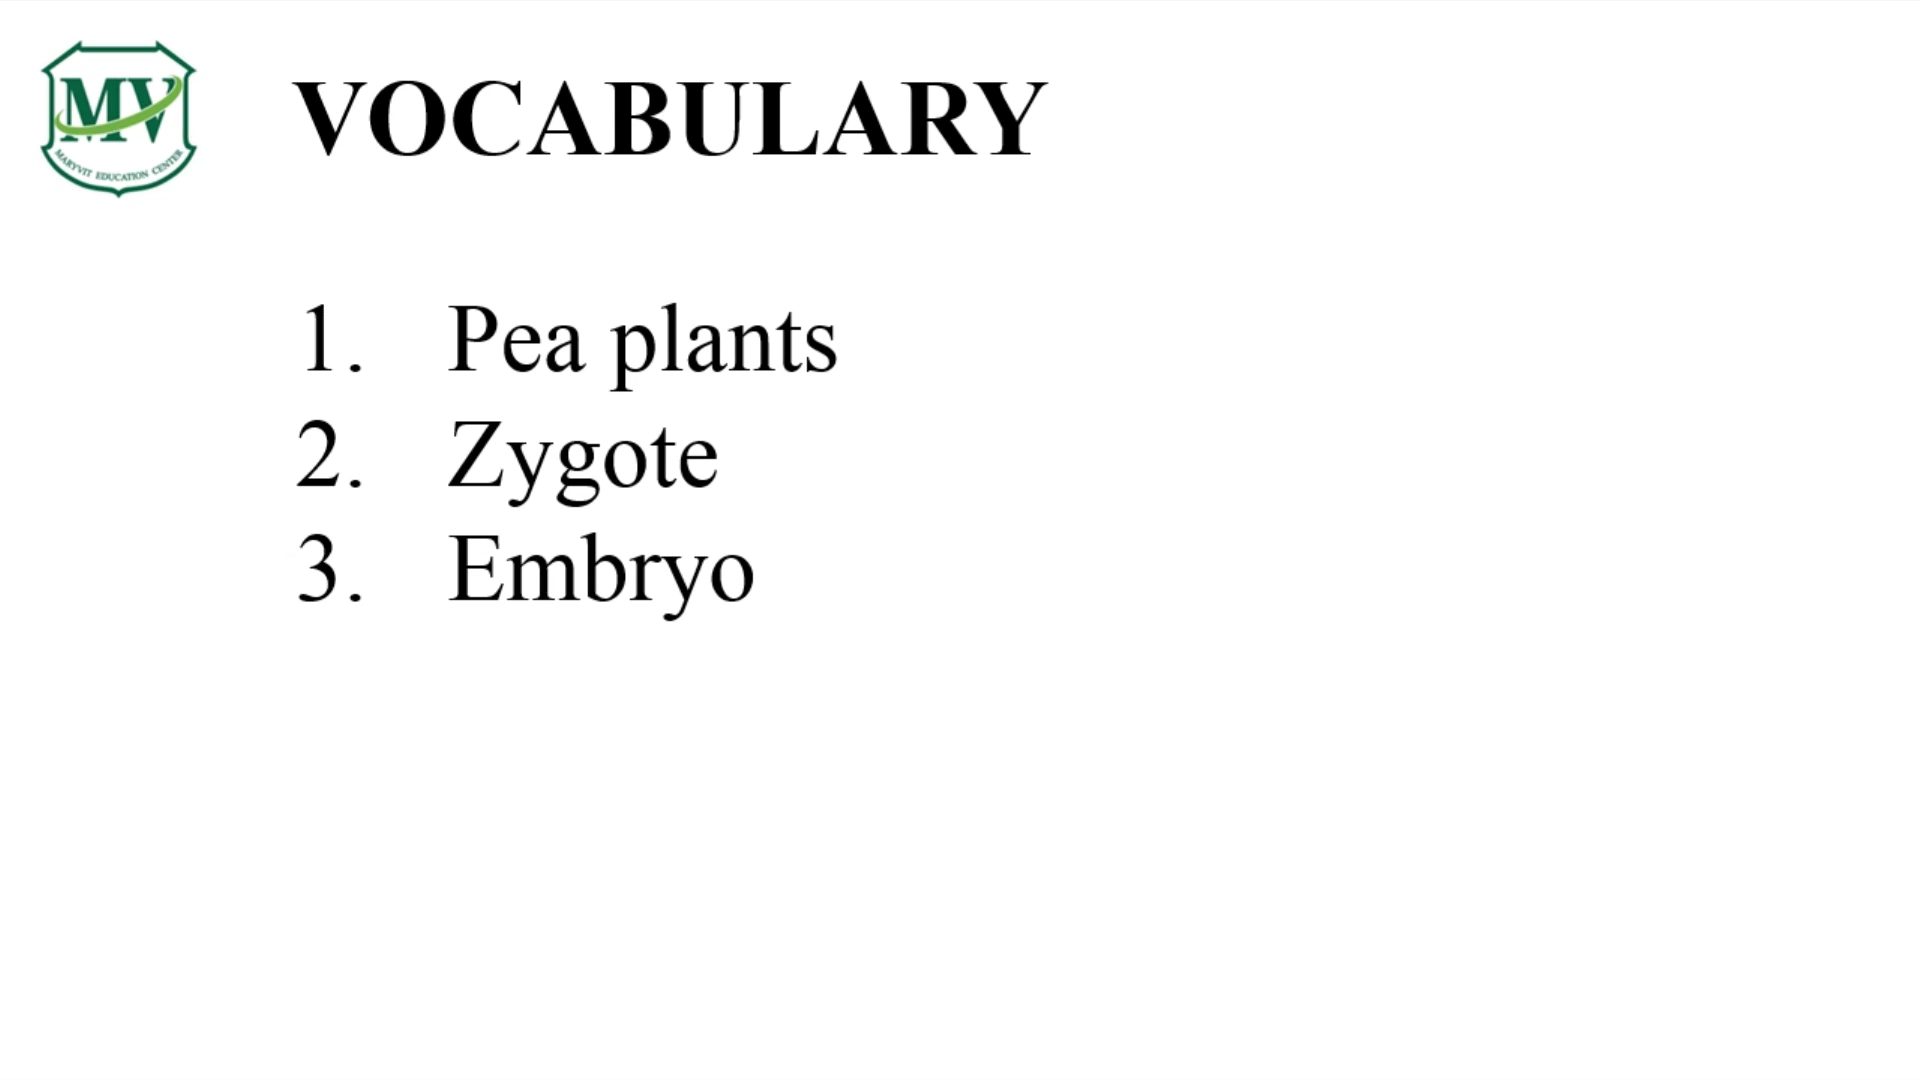 MV
MARYVIT EDUCATION CENTER
VOCABULARY
1. Pea plants
2. Zygote
3. Embryo